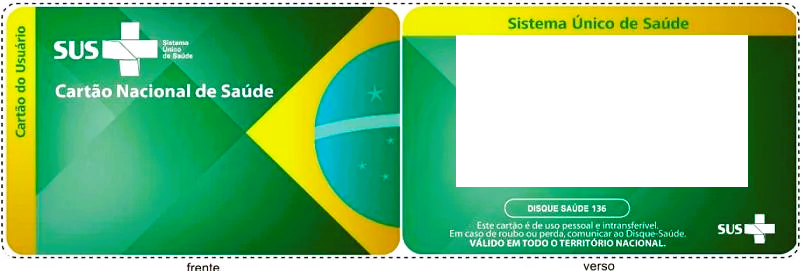 Cartão do Usuário
SUS
Sistema
Único
de Saúde
Cartão Nacional de Saúde
frente
Sistema Único de Saúde
DISQUE SAÚDE 136
Este cartão é de uso pessoal e intransferível.
Em caso de roubo ou perda, comunicar ao Disque-Saúde.
VÁLIDO EM TODO O TERRITÓRIO NACIONAL.
SUS
verso